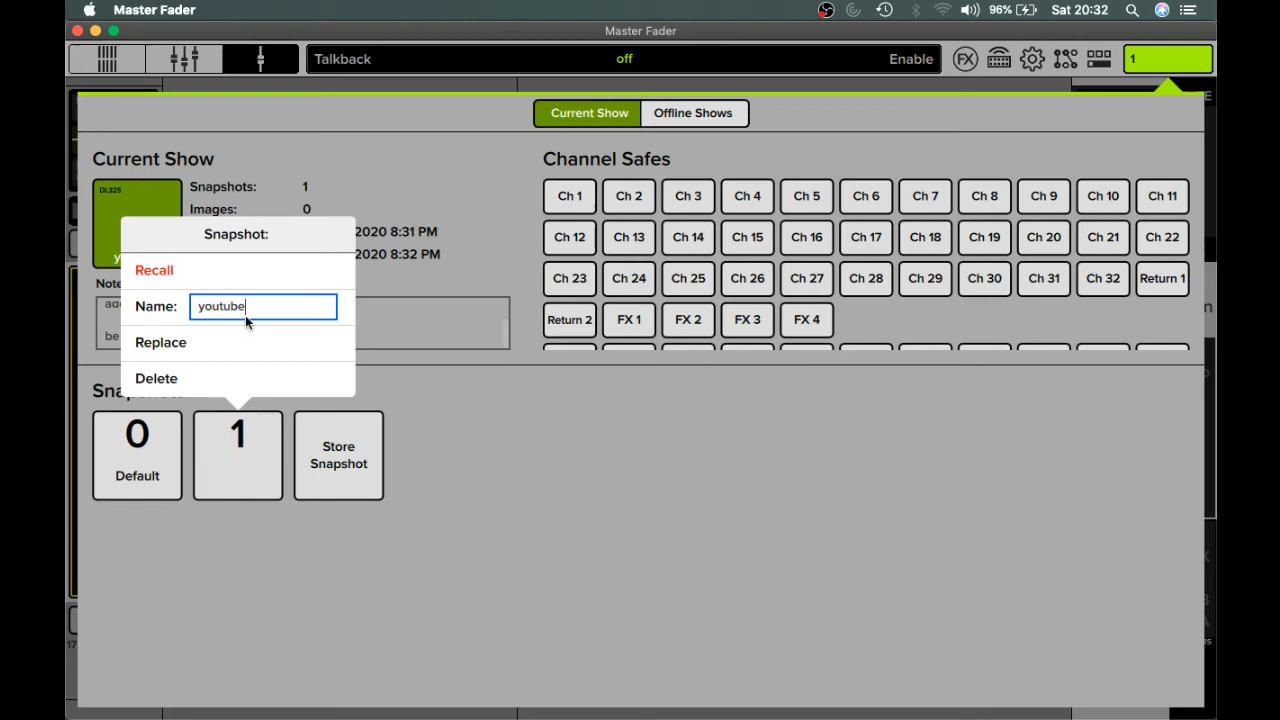 Master Fader
96%
Sat 20:32
Master Fader
Talkback
off
Enable
FX
1
Current Show
Offline Shows
Current Show
DL32S
Snapshots:
1
Images:
0
2020 8:31 PM
2020 8:32 PM
Note
be
Snapshot:
Recall
Name:
youtube
Replace
Delete
Channel Safes
Ch 1
Ch 2
Ch 3
Ch 4
Ch 5
Ch 6
Ch 7
Ch 8
Ch 9
Ch 10
Ch 11
Ch 12
Ch 13
Ch 14
Ch 15
Ch 16
Ch 17
Ch 18
Ch 19
Ch 20
Ch 21
Ch 22
Ch 23
Ch 24
Ch 25
Ch 26
Ch 27
Ch 28
Ch 29
Ch 30
Ch 31
Ch 32
Return 1
Return 2
FX 1
FX 2
FX 3
FX 4
0
Default
1
Store
Snapshot
17